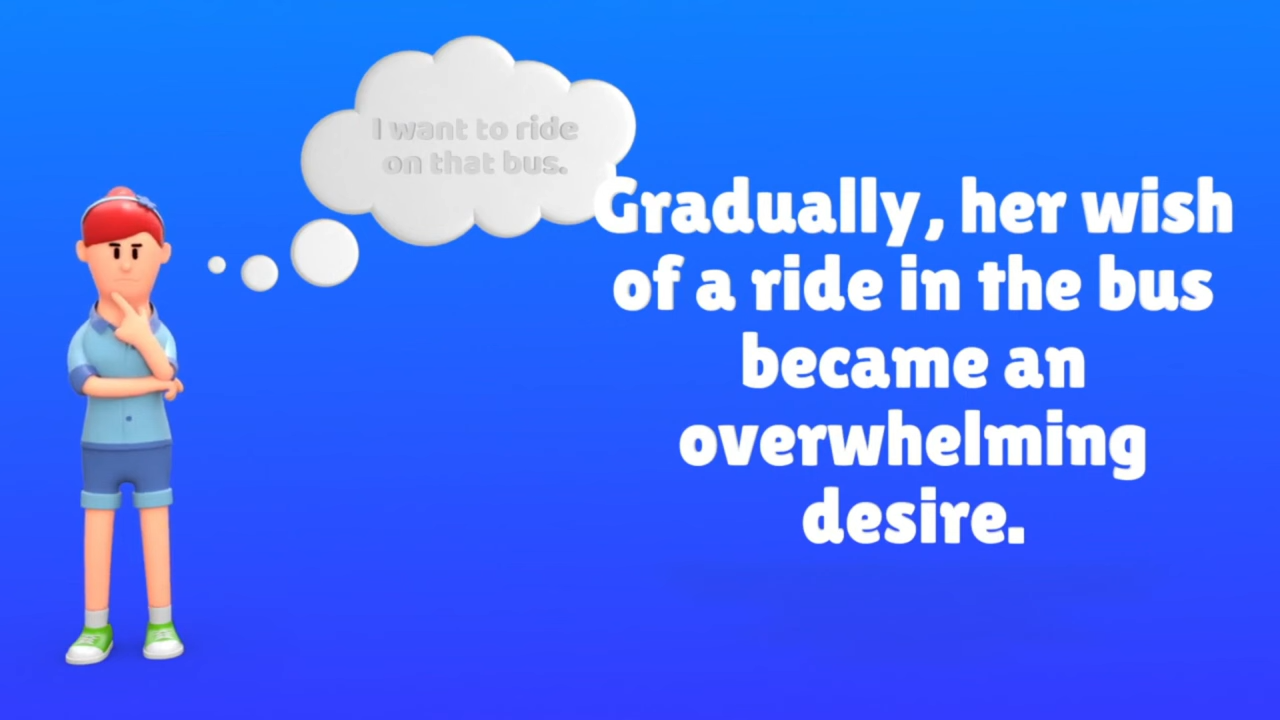 I want to ride
on that bus.
Gradually, her wish
of a ride in the bus
became an
overwhelming
desire.